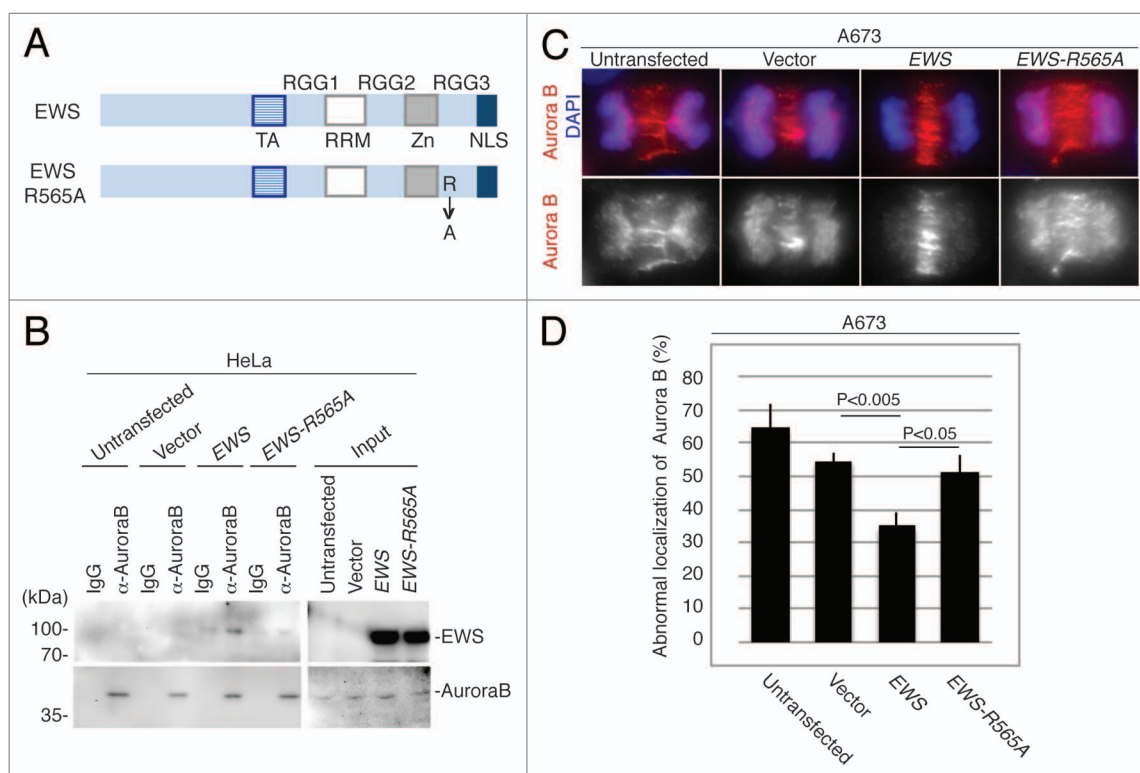 A
RGG1 RGG2 RGG3
EWS
TA RRM Zn NLS
EWS
R565A
R
A
B
HeLa
Untransfected
Vector
EWS
EWS-R565A
Input
IgG
α-AuroraB
IgG
α-AuroraB
IgG
α-AuroraB
IgG
α-AuroraB
Untransfected
Vector
EWS
EWS-R565A
(kDa)
100-
70-
-EWS
-AuroraB
35-
C
A673
Untransfected Vector EWS EWS-R565A
Aurora B
DAPI
Aurora B
D
A673
Abnormal localization of Aurora B (%)
80
70
60
50
40
30
20
10
0
P<0.005
P<0.05
Untransfected
Vector
EWS
EWS-R565A